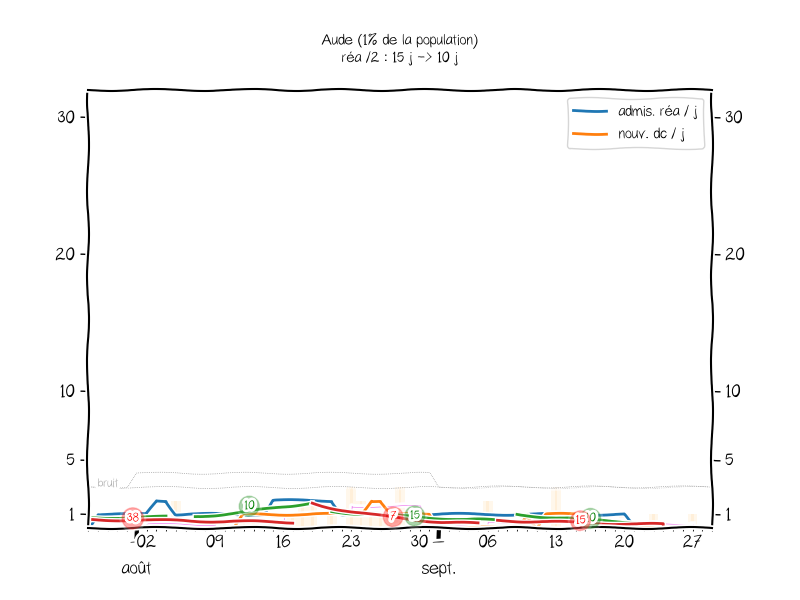 Aude (1% de la population)
réa /2 : 15 j -> 10 j
admis. réa / j
nouv. dc / j
30 30
20 20
10 10
5 5
1 1
bruit
38 10 7 15 15
02 09 16 23 30 06 13 20 27
août sept.